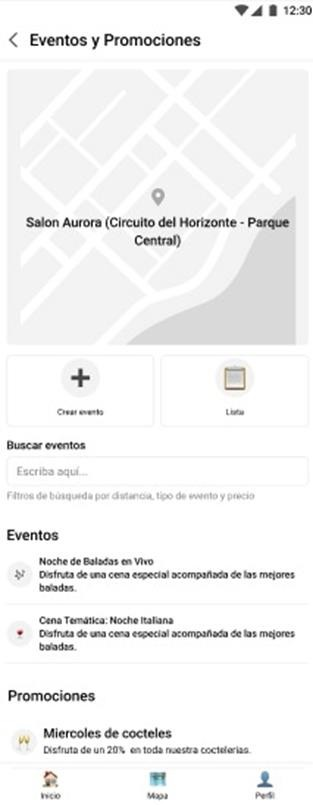 12:30
Eventos y Promociones
Salon Aurora (Circuito del Horizonte - Parque
Central)
Crear evento
Lista
Buscar eventos
Escriba aquí...
Filtros de búsqueda por distancia, tipo de evento y precio
Eventos
Noche de Baladas en Vivo
Disfruta de una cena especial acompañada de las mejores
baladas.
Cena Temática: Noche Italiana
Disfruta de una cena especial acompañada de las mejores
baladas.
Promociones
Miercoles de cocteles
Disfruta de un 20% en toda nuestra coctelerias.
Inicio
Mapa
Perfil